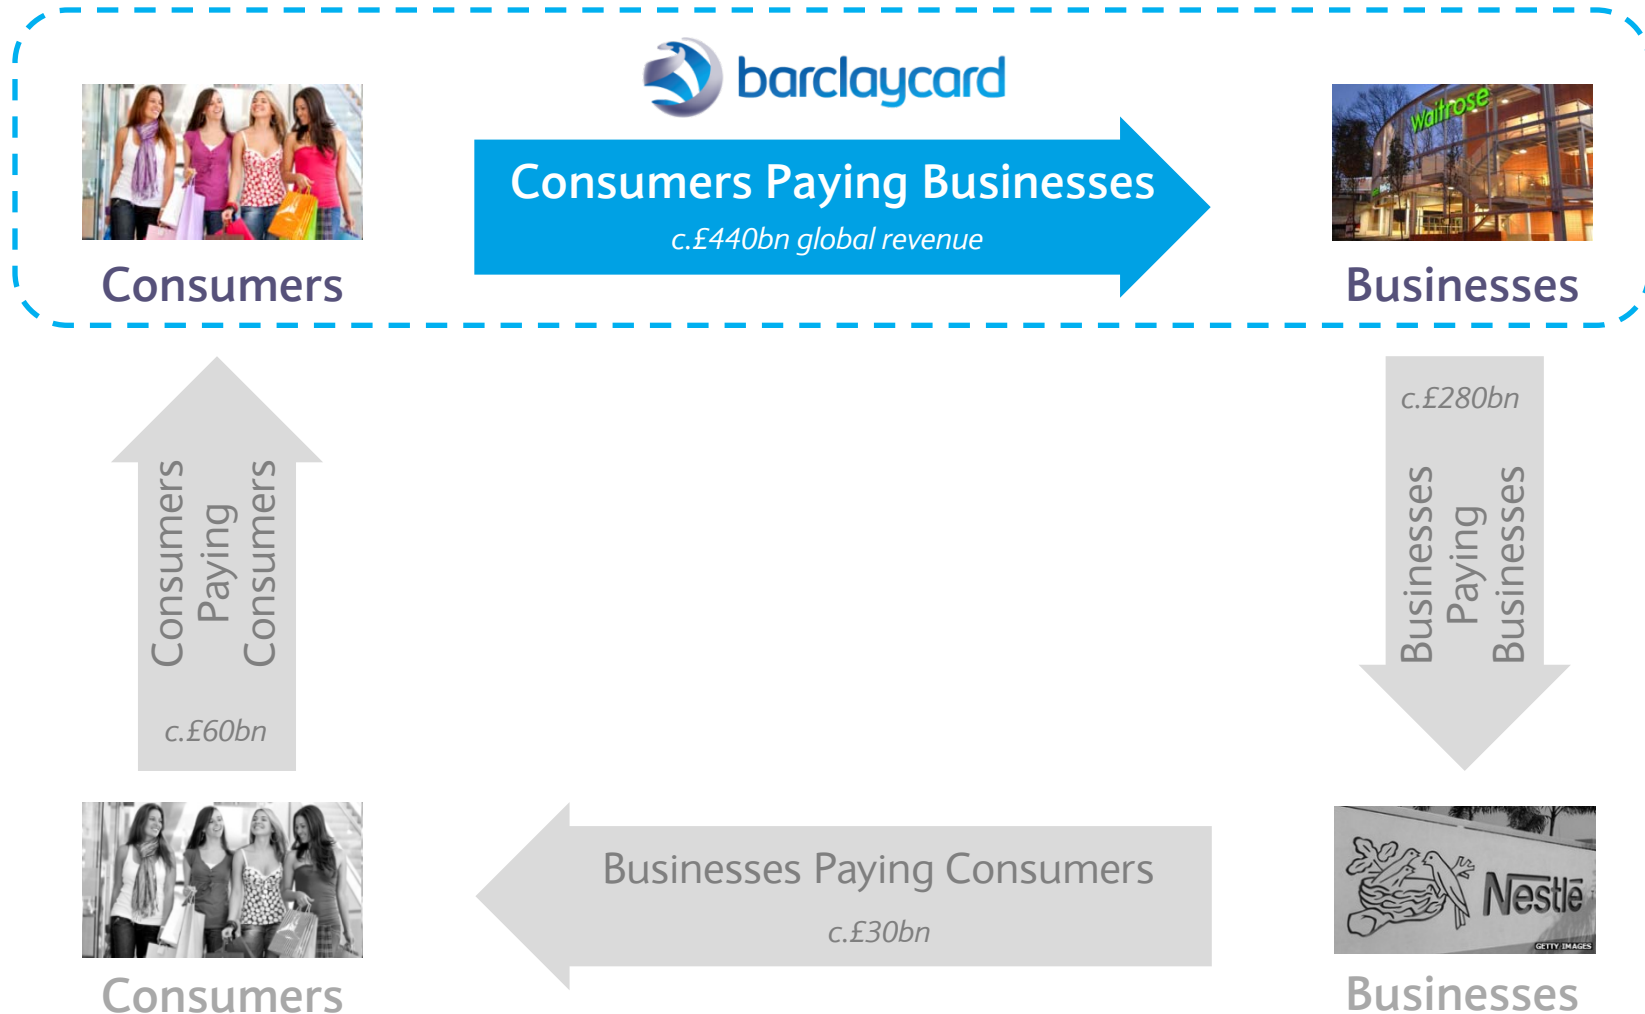 barclaycard
waitrose
Consumers Paying Businesses
c.£440bn global revenue
Consumers
Businesses
c.£280bn
Businesses
Paying
Businesses
Consumers
Paying
Consumers
c.£60bn
Businesses Paying Consumers
c.£30bn
Nestlē
GETTY IMAGES
Consumers
Businesses